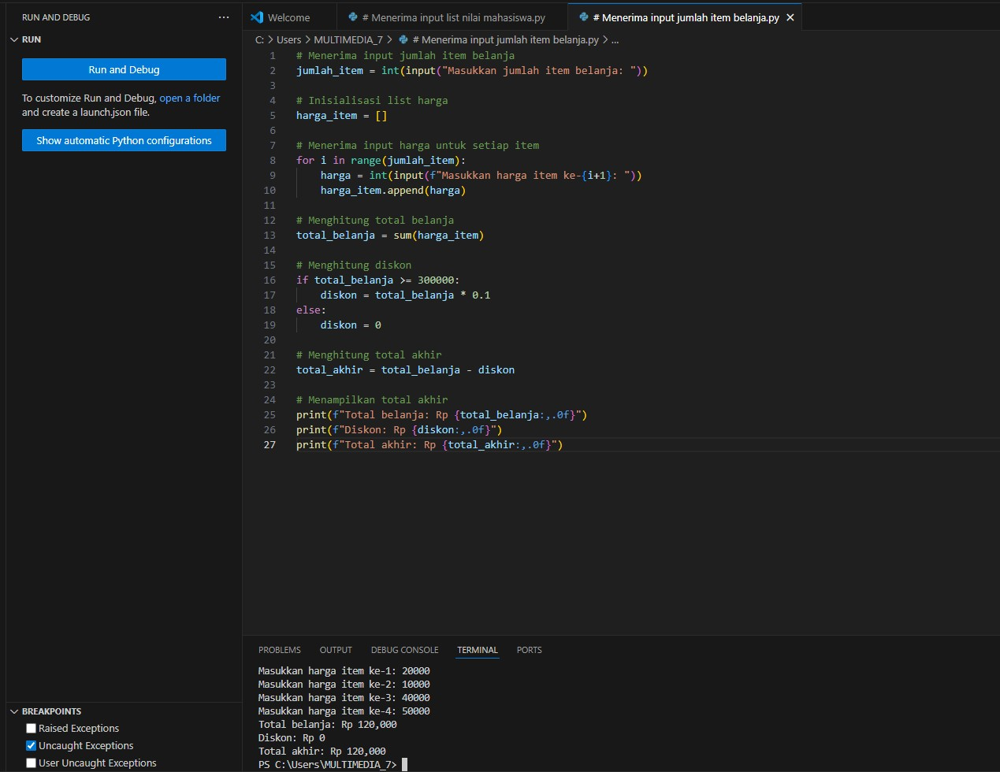 RUN AND DEBUG ...
RUN
Run and Debug
To customize Run and Debug, open a folder
and create a launch.json file.
Show automatic Python configurations
BREAKPOINTS
Raised Exceptions
Uncaught Exceptions
User Uncaught Exceptions
Welcome
# Menerima input list nilai mahasiswa.py
# Menerima input jumlah item belanja.py
C: > Users > MULTIMEDIA_7 > # Menerima input jumlah item belanja.py > ...
1 # Menerima input jumlah item belanja
2 jumlah_item = int(input("Masukkan jumlah item belanja: "))
3
4 # Inisialisasi list harga
5 harga_item = []
6
7 # Menerima input harga untuk setiap item
8 for i in range(jumlah_item):
9     harga = int(input(f"Masukkan harga item ke-{i+1}: "))
10     harga_item.append(harga)
11
12 # Menghitung total belanja
13 total_belanja = sum(harga_item)
14
15 # Menghitung diskon
16 if total_belanja >= 300000:
17     diskon = total_belanja * 0.1
18 else:
19     diskon = 0
20
21 # Menghitung total akhir
22 total_akhir = total_belanja - diskon
23
24 # Menampilkan total akhir
25 print(f"Total belanja: Rp {total_belanja:,.0f}")
26 print(f"Diskon: Rp {diskon:,.0f}")
27 print(f"Total akhir: Rp {total_akhir:,.0f}")
PROBLEMS OUTPUT DEBUG CONSOLE TERMINAL PORTS
Masukkan harga item ke-1: 20000
Masukkan harga item ke-2: 10000
Masukkan harga item ke-3: 40000
Masukkan harga item ke-4: 50000
Total belanja: Rp 120,000
Diskon: Rp 0
Total akhir: Rp 120,000
PS C:\Users\MULTIMEDIA_7>